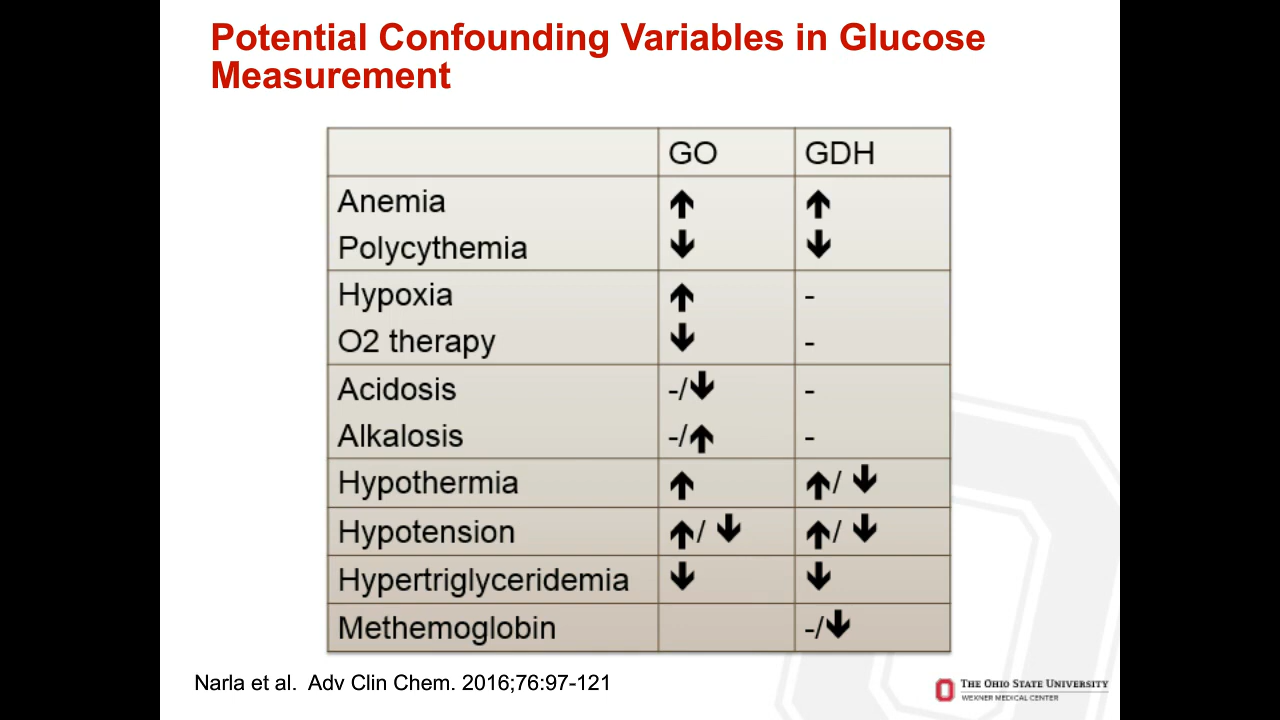 Potential Confounding Variables in Glucose
Measurement
GO GDH
Anemia ↑ ↑
Polycythemia ↓ ↓
Hypoxia ↑ -
O2 therapy ↓ -
Acidosis -/↓ -
Alkalosis -/↑ -
Hypothermia ↑ ↑/ ↓
Hypotension ↑/ ↓ ↑/ ↓
Hypertriglyceridemia ↓ ↓
Methemoglobin -/↓
Narla et al. Adv Clin Chem. 2016;76:97-121
THE OHIO STATE UNIVERSITY
WEXNER MEDICAL CENTER